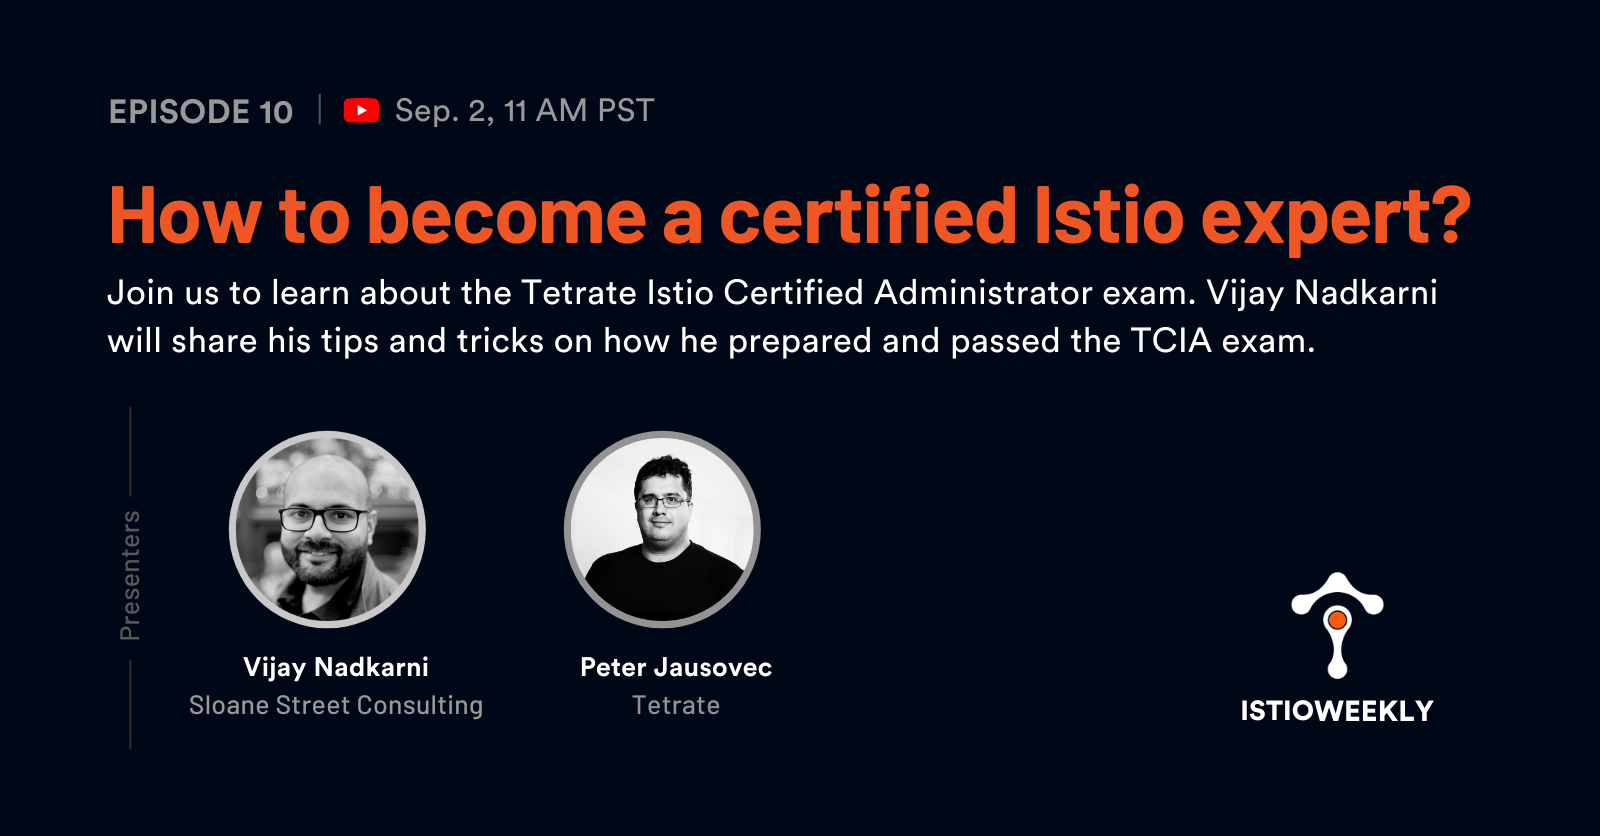 EPISODE 10
Sep. 2, 11 AM PST
How to become a certified Istio expert?
Join us to learn about the Tetrate Istio Certified Administrator exam. Vijay Nadkarni
will share his tips and tricks on how he prepared and passed the TCIA exam.
Presenters
Vijay Nadkarni
Sloane Street Consulting
Peter Jausovec
Tetrate
ISTIOWEEKLY